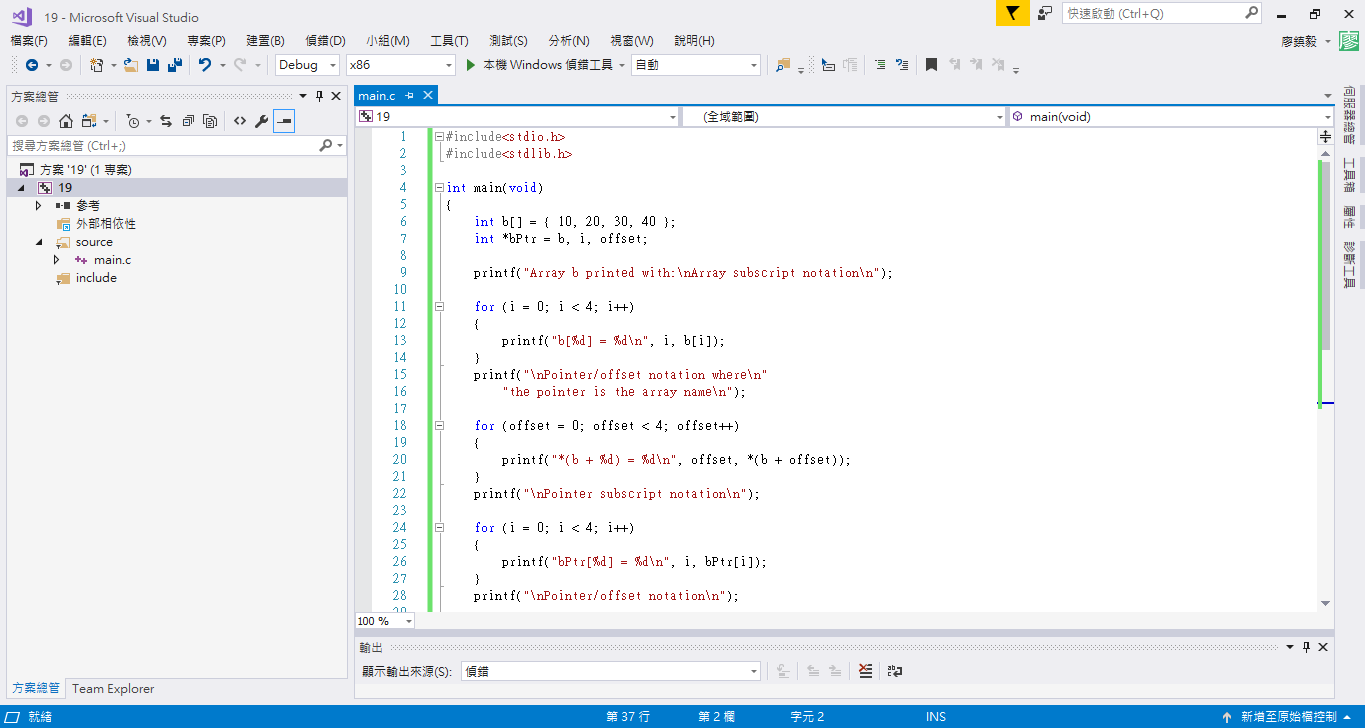 19 - Microsoft Visual Studio
快速啟動 (Ctrl+Q)
檔案(F) 編輯(E) 檢視(V) 專案(P) 建置(B) 偵錯(D) 小組(M) 工具(T) 測試(S) 分析(N) 視窗(W) 說明(H)
廖鎮毅 廖
Debug x86 本機 Windows 偵錯工具 自動
方案總管
搜尋方案總管 (Ctrl+;)
方案 '19' (1 專案)
19
參考
外部相依性
source
main.c
include
方案總管 Team Explorer
main.c
19 (全域範圍) main(void)
1 #include<stdio.h>
2 #include<stdlib.h>
3
4 int main(void)
5 {
6 int b[] = { 10, 20, 30, 40 };
7 int *bPtr = b, i, offset;
8
9 printf("Array b printed with:\nArray subscript notation\n");
10
11 for (i = 0; i < 4; i++)
12 {
13 printf("b[%d] = %d\n", i, b[i]);
14 }
15 printf("\nPointer/offset notation where\n"
16 "the pointer is the array name\n");
17
18 for (offset = 0; offset < 4; offset++)
19 {
20 printf("*(b + %d) = %d\n", offset, *(b + offset));
21 }
22 printf("\nPointer subscript notation\n");
23
24 for (i = 0; i < 4; i++)
25 {
26 printf("bPtr[%d] = %d\n", i, bPtr[i]);
27 }
28 printf("\nPointer/offset notation\n");
29
100 %
輸出
顯示輸出來源(S): 偵錯
伺服器總管
工具箱
屬性
診斷工具
就緒 第 37 行 第 2 欄 字元 2 INS 新增至原始檔控制